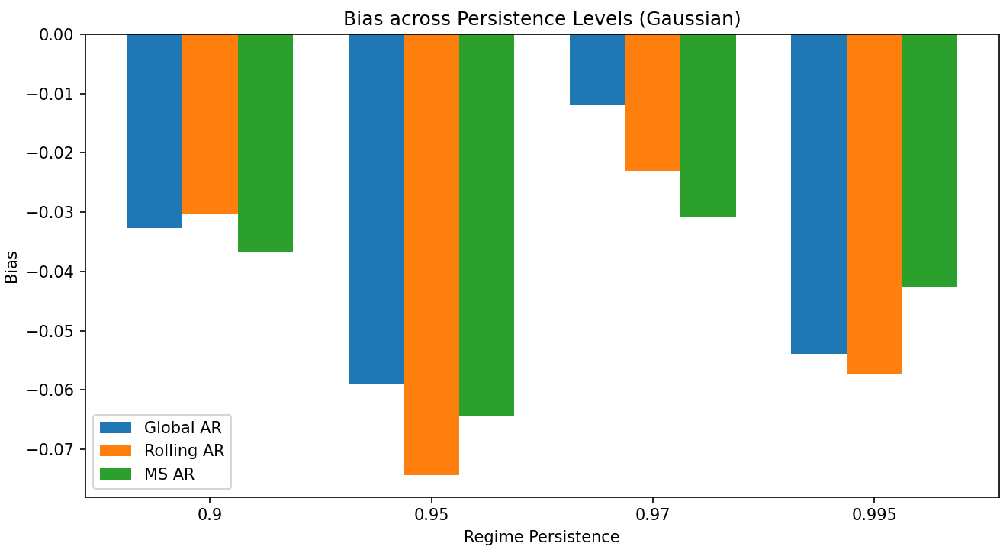 Bias across Persistence Levels (Gaussian)
0.00
−0.01
−0.02
−0.03
−0.04
−0.05
−0.06
−0.07
Bias
Global AR
Rolling AR
MS AR
0.9 0.95 0.97 0.995
Regime Persistence